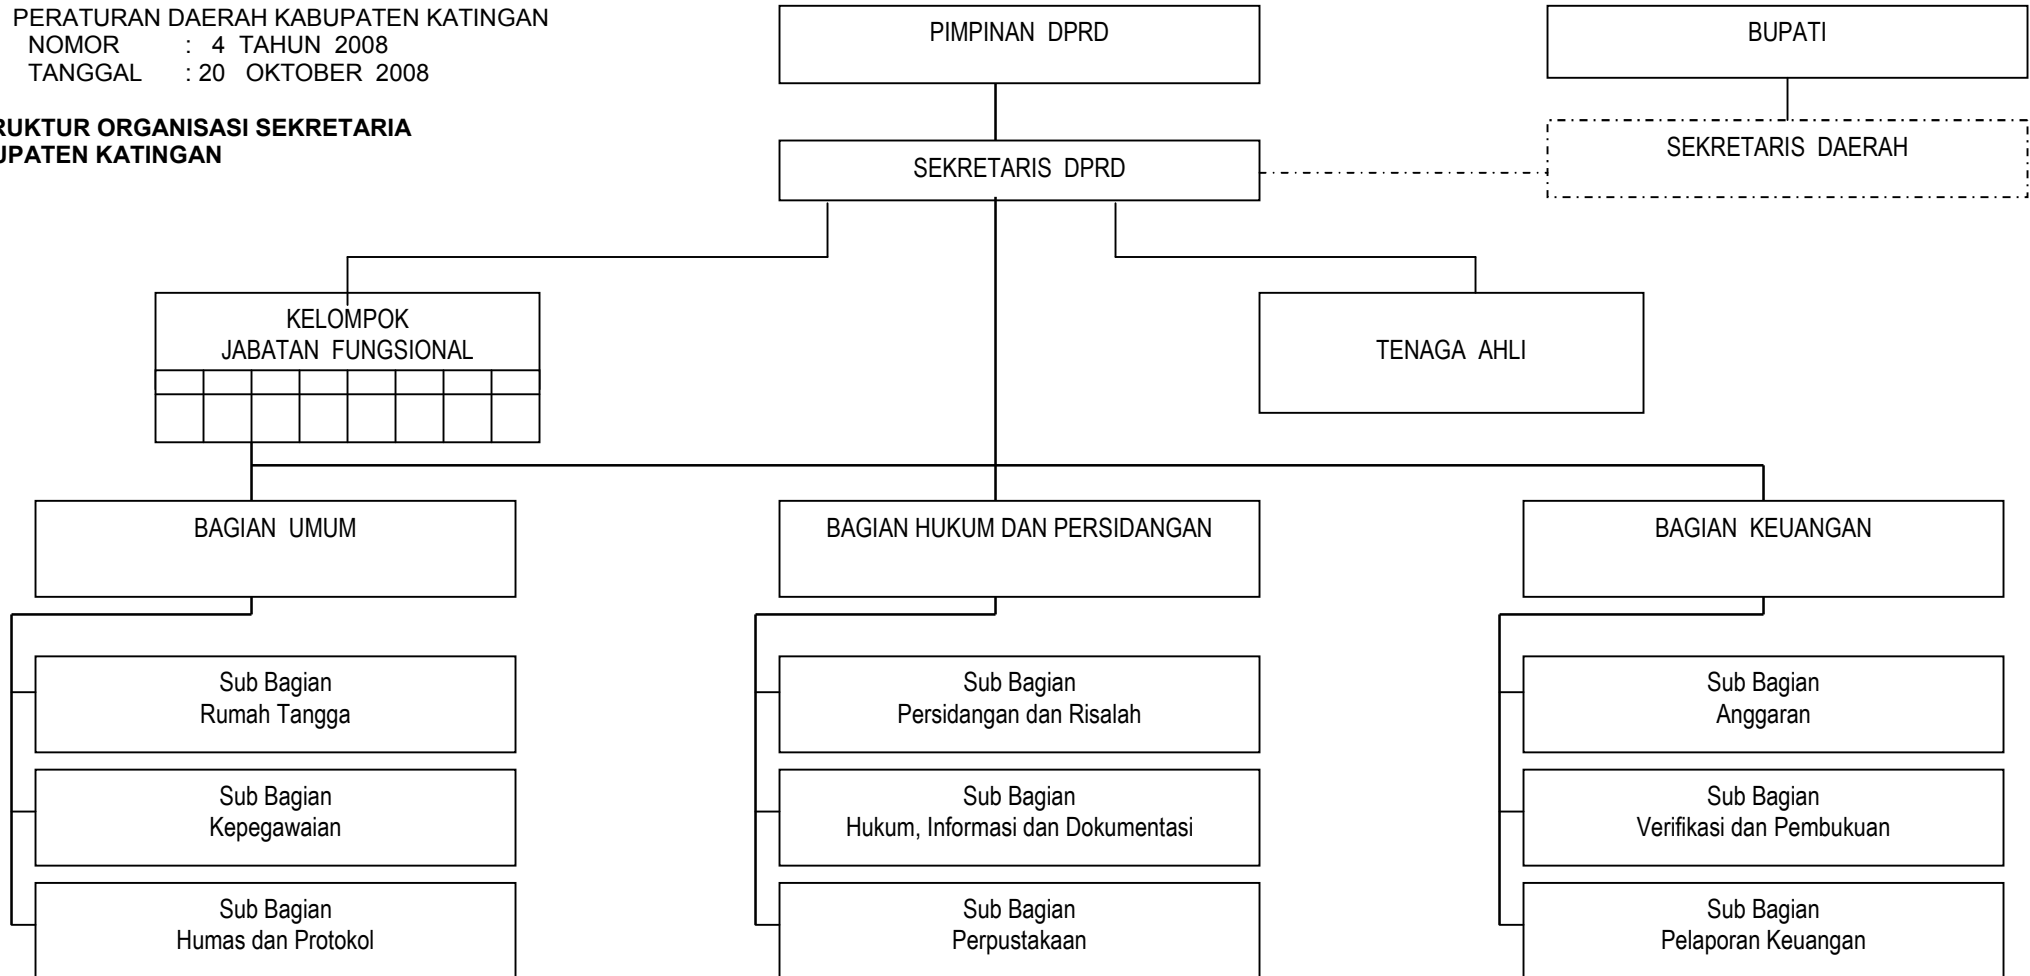 PERATURAN DAERAH KABUPATEN KATINGAN
NOMOR : 4 TAHUN 2008
TANGGAL : 20 OKTOBER 2008
RUKTUR ORGANISASI SEKRETARIA
UPATEN KATINGAN
PIMPINAN DPRD
BUPATI
SEKRETARIS DPRD
SEKRETARIS DAERAH
KELOMPOK
JABATAN FUNGSIONAL
TENAGA AHLI
BAGIAN UMUM
BAGIAN HUKUM DAN PERSIDANGAN
BAGIAN KEUANGAN
Sub Bagian
Rumah Tangga
Sub Bagian
Persidangan dan Risalah
Sub Bagian
Anggaran
Sub Bagian
Kepegawaian
Sub Bagian
Hukum, Informasi dan Dokumentasi
Sub Bagian
Verifikasi dan Pembukuan
Sub Bagian
Humas dan Protokol
Sub Bagian
Perpustakaan
Sub Bagian
Pelaporan Keuangan